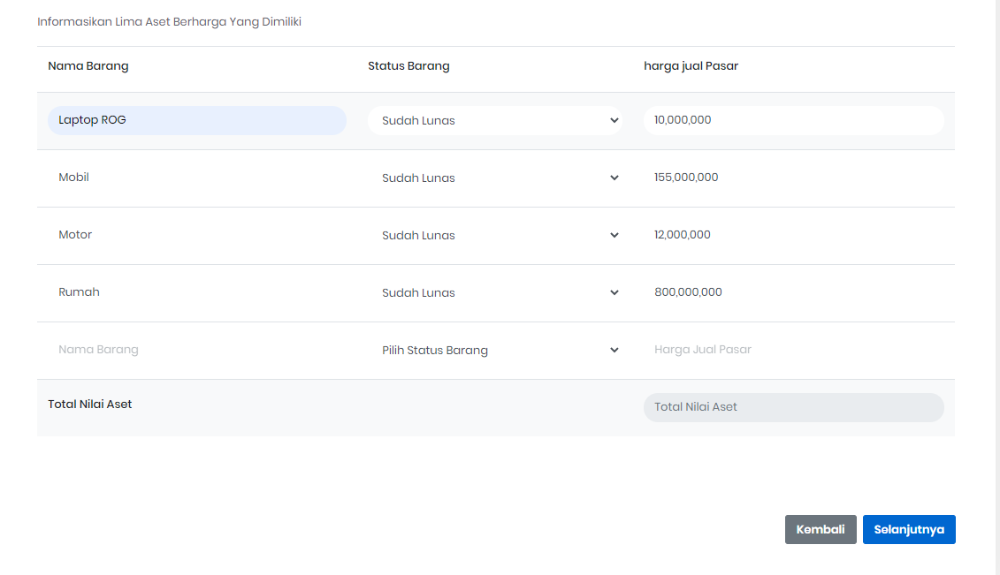 Informasikan Lima Aset Berharga Yang Dimiliki
Nama Barang Status Barang harga jual Pasar
Laptop ROG Sudah Lunas 10,000,000
Mobil Sudah Lunas 155,000,000
Motor Sudah Lunas 12,000,000
Rumah Sudah Lunas 800,000,000
Nama Barang Pilih Status Barang Harga Jual Pasar
Total Nilai Aset Total Nilai Aset
Kembali Selanjutnya